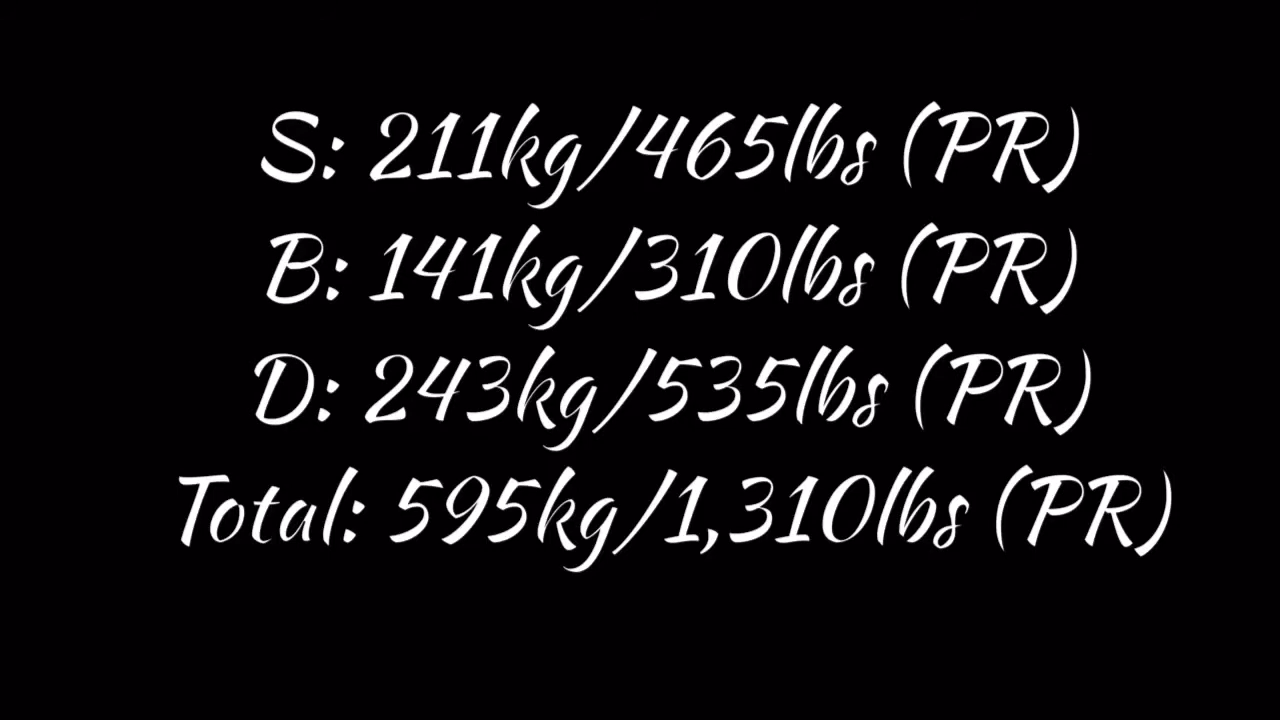 S: 211kg/465lbs (PR)
B: 141kg/310lbs (PR)
D: 243kg/535lbs (PR)
Total: 595kg/1,310lbs (PR)